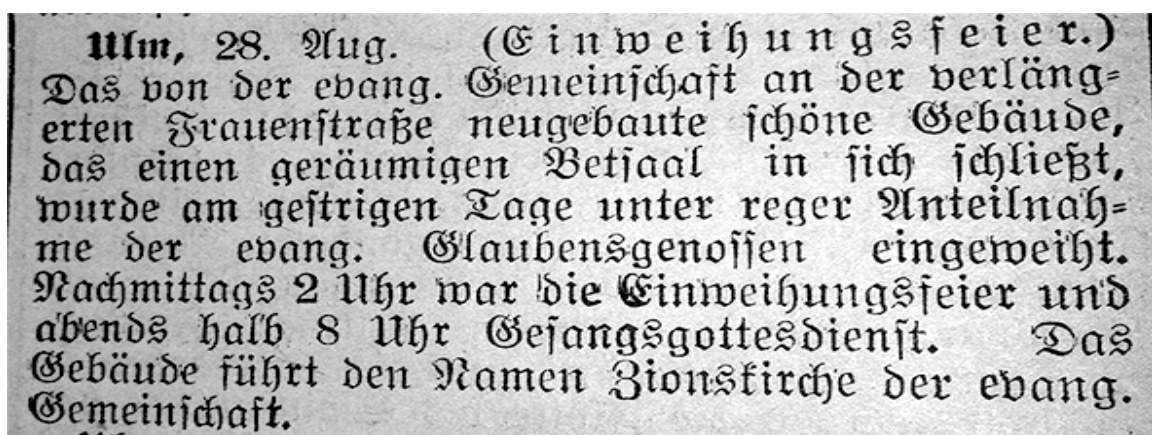 Ulm, 28. Aug. (Einweihungsfeier.)
Das von der evang. Gemeinschaft an der verläng-
erten Frauenstraße neugebaute schöne Gebäude,
das einen geräumigen Betsaal in sich schließt,
wurde am gestrigen Tage unter reger Anteilnah-
me der evang. Glaubensgenossen eingeweiht.
Nachmittags 2 Uhr war die Einweihungsfeier und
abends halb 8 Uhr Gesangsgottesdienst. Das
Gebäude führt den Namen Zionskirche der evang.
Gemeinschaft.